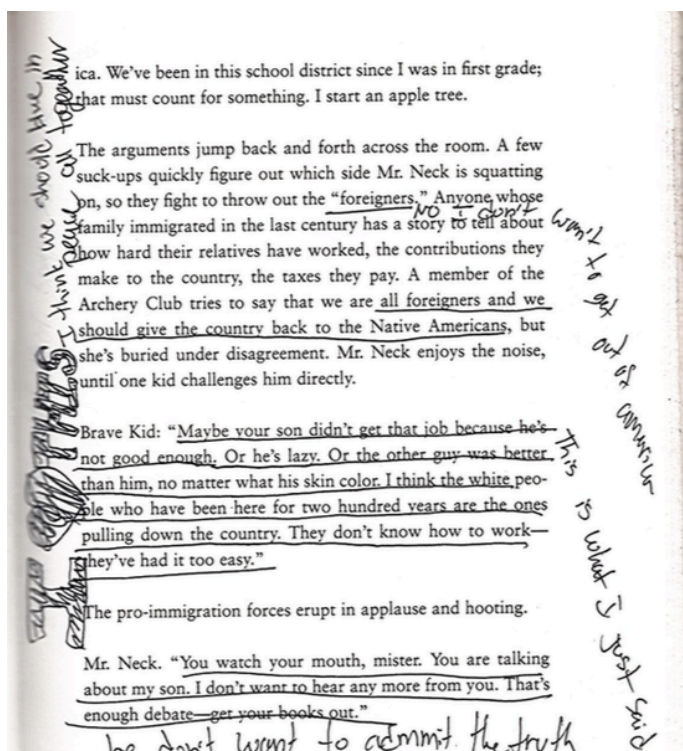 ica. We've been in this school district since I was in first grade;
that must count for something. I start an apple tree.
The arguments jump back and forth across the room. A few
suck-ups quickly figure out which side Mr. Neck is squatting
on, so they fight to throw out the "foreigners." Anyone whose
family immigrated in the last century has a story to tell about
how hard their relatives have worked, the contributions they
make to the country, the taxes they pay. A member of the
Archery Club tries to say that we are all foreigners and we
should give the country back to the Native Americans, but
she's buried under disagreement. Mr. Neck enjoys the noise,
until one kid challenges him directly.
Brave Kid: "Maybe your son didn't get that job because he's
not good enough. Or he's lazy. Or the other guy was better
than him, no matter what his skin color. I think the white peo-
ple who have been here for two hundred years are the ones
pulling down the country. They don't know how to work—
they've had it too easy."
The pro-immigration forces erupt in applause and hooting.
Mr. Neck. "You watch your mouth, mister. You are talking
about my son. I don't want to hear any more from you. That's
enough debate—get your books out."
I think we should live in
peace all together
NO I don't want to get out of
This is what I just said
he don't want to admmit the truth